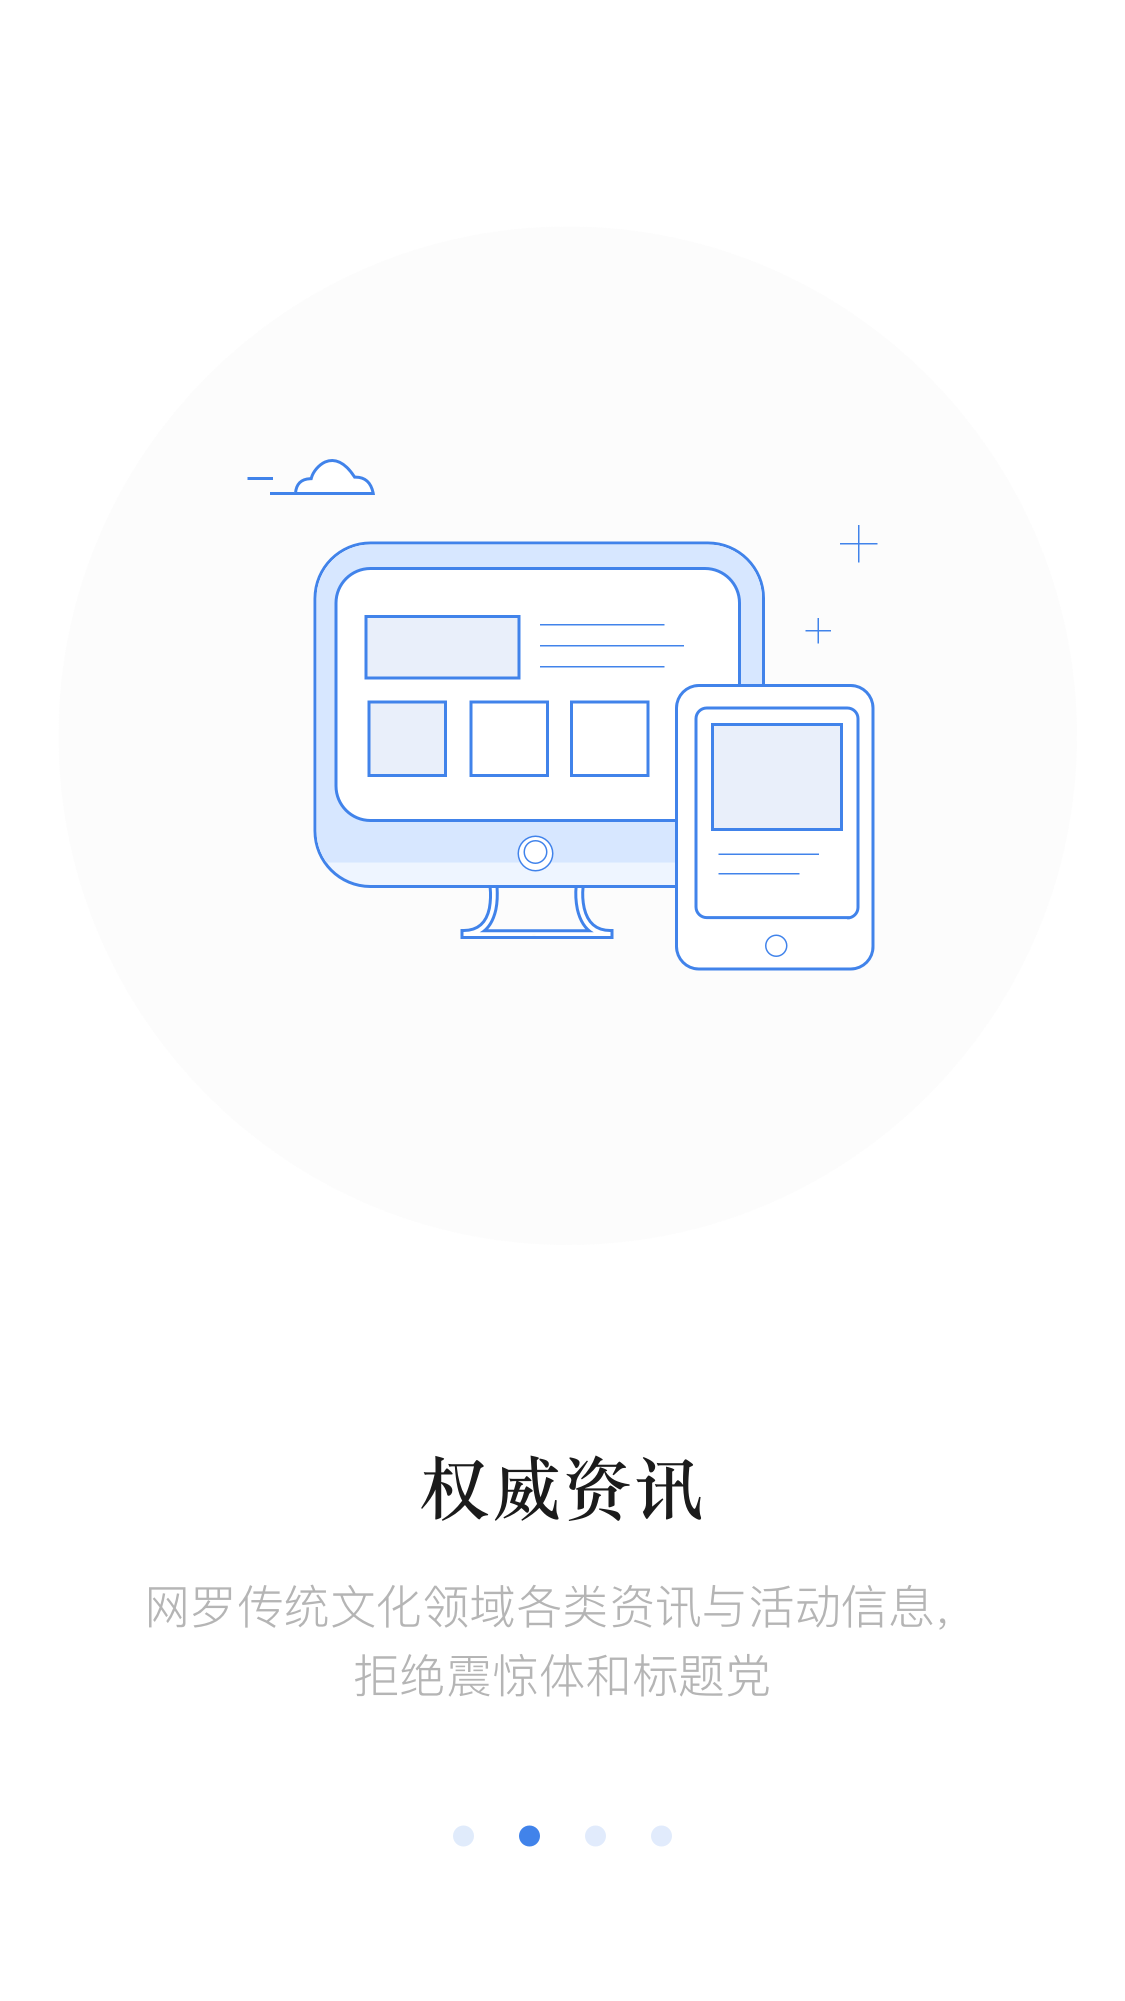 权威资讯
网罗传统文化领域各类资讯与活动信息，
拒绝震惊体和标题党